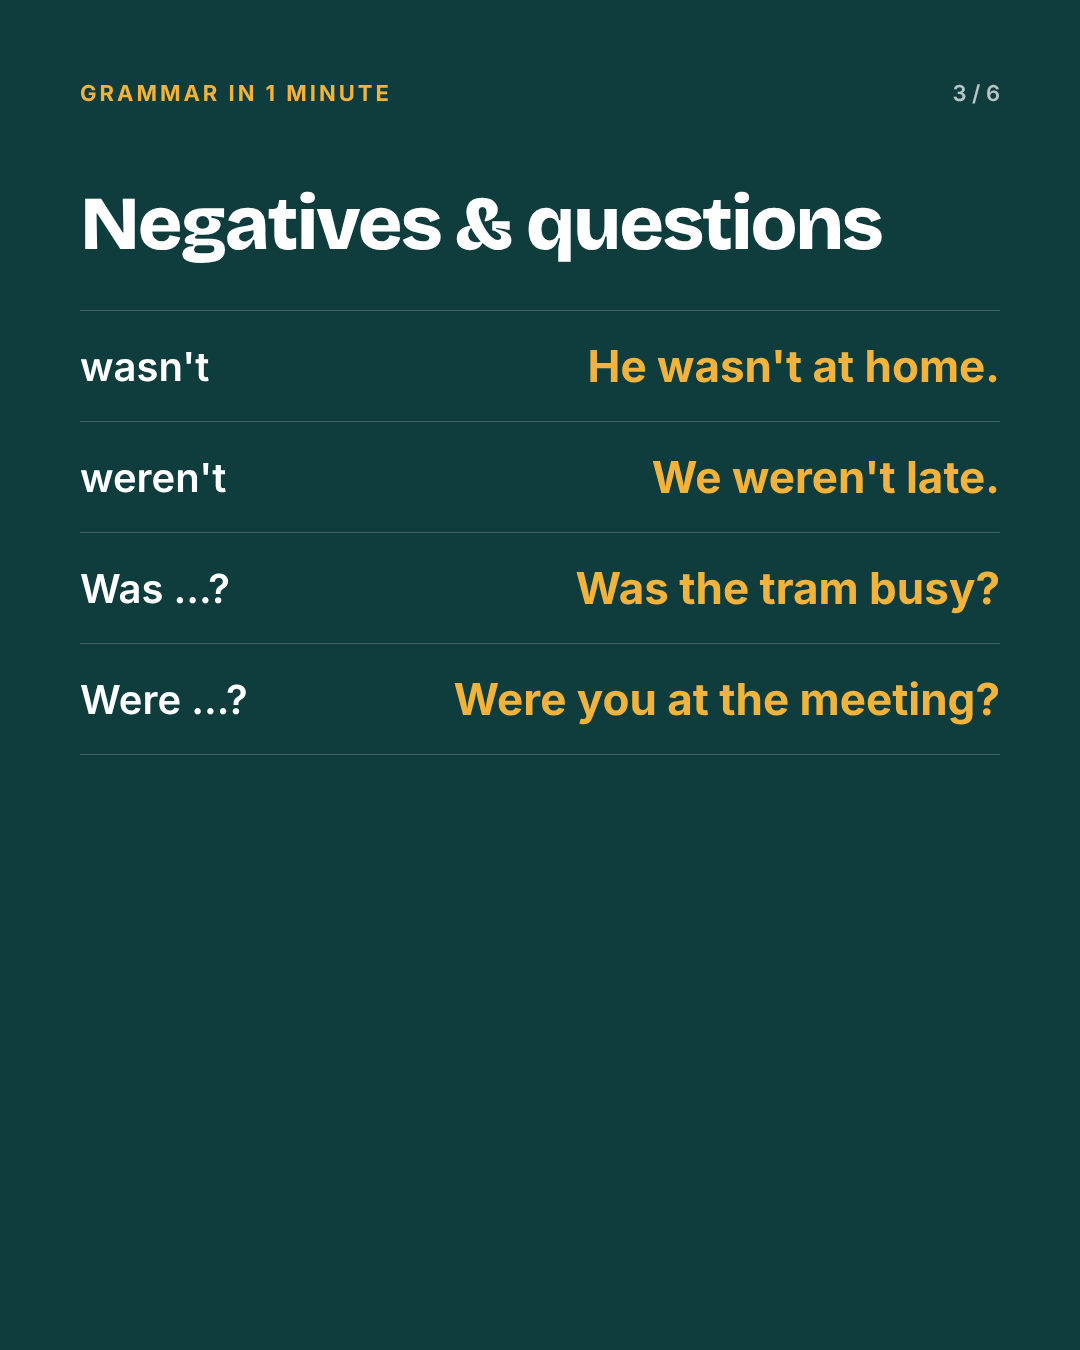 GRAMMAR IN 1 MINUTE 3 / 6
Negatives & questions
wasn't He wasn't at home.
weren't We weren't late.
Was ...? Was the tram busy?
Were ...? Were you at the meeting?